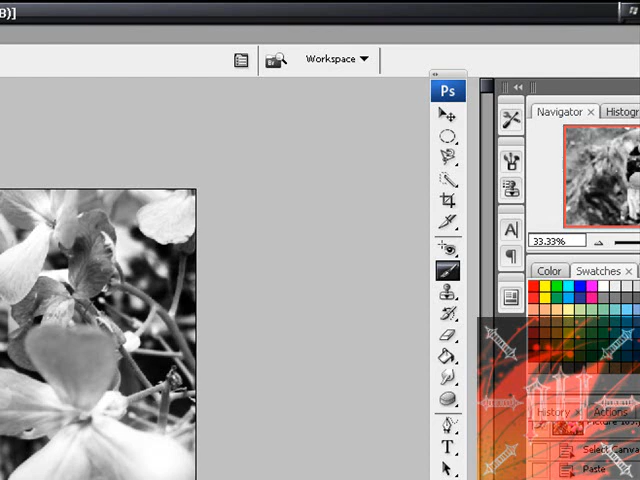 B)]
Workspace
Ps
Navigator × Histogr
33.33%
Color Swatches ×
A
T
History × Actions
Select Canva
Paste